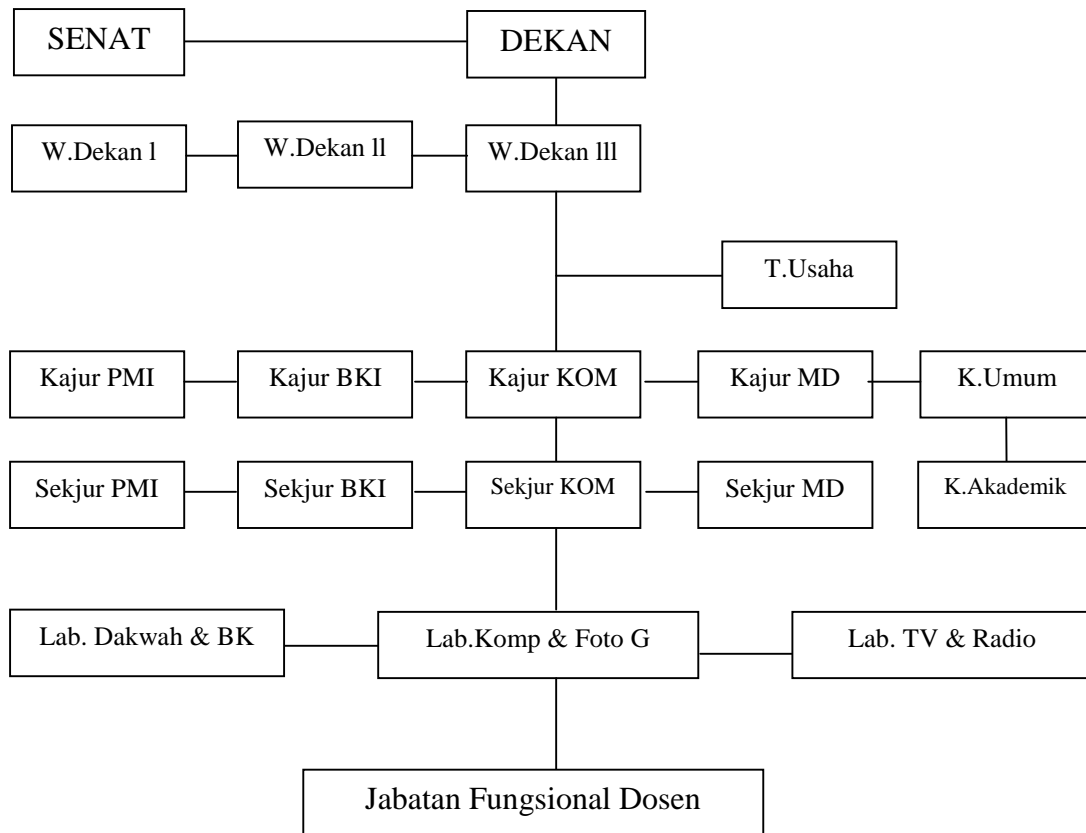 SENAT
DEKAN
W.Dekan l
W.Dekan ll
W.Dekan lll
T.Usaha
Kajur PMI
Kajur BKI
Kajur KOM
Kajur MD
K.Umum
Sekjur PMI
Sekjur BKI
Sekjur KOM
Sekjur MD
K.Akademik
Lab. Dakwah & BK
Lab.Komp & Foto G
Lab. TV & Radio
Jabatan Fungsional Dosen